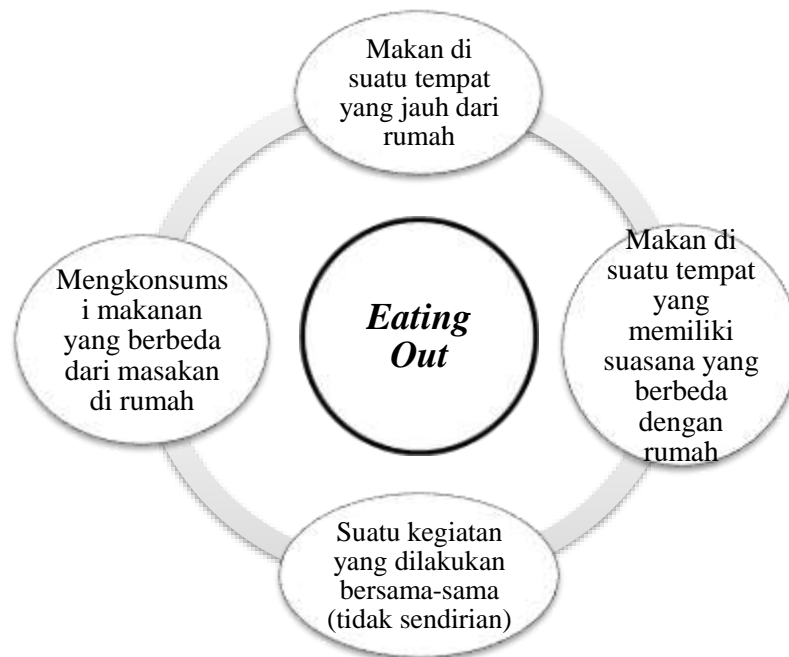 Makan di
suatu tempat
yang jauh dari
rumah
Makan di
suatu tempat
yang
memiliki
suasana yang
berbeda
dengan
rumah
Suatu kegiatan
yang dilakukan
bersama-sama
(tidak sendirian)
Mengkonsums
i makanan
yang berbeda
dari masakan
di rumah
Eating
Out